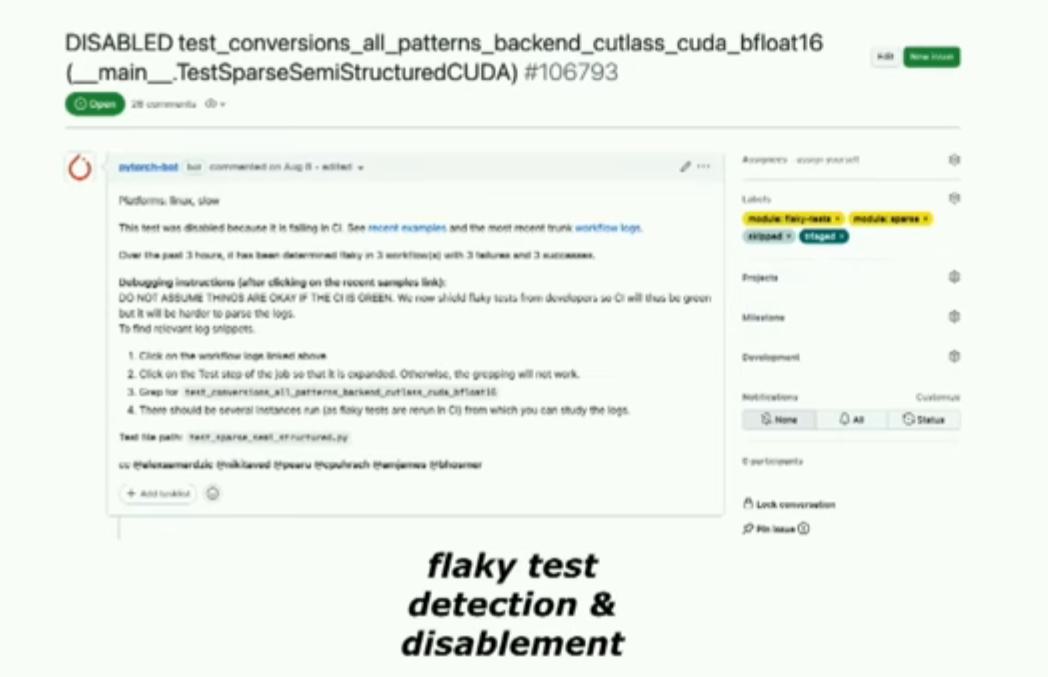 DISABLED test_conversions_all_patterns_backend_cutlass_cuda_bfloat16
(__main__.TestSparseSemiStructuredCUDA) #106793
Edit New issue
Open 28 comments
pytorch-bot bot commented on Aug 8 • edited
Platforms: linux, slow
This test was disabled because it is failing in CI. See recent examples and the most recent trunk workflow logs.
Over the past 3 hours, it has been determined flaky in 3 workflow(s) with 3 failures and 3 successes.
Debugging instructions (after clicking on the recent samples link):
DO NOT ASSUME THINGS ARE OKAY IF THE CI IS GREEN. We now shield flaky tests from developers so CI will thus be green
but it will be harder to parse the logs.
To find relevant log snippets.
1. Click on the workflow logs linked above
2. Click on the Test step of the job so that it is expanded. Otherwise, the grepping will not work.
3. Grep for test_conversions_all_patterns_backend_cutlass_cuda_bfloat16
4. There should be several instances run (as flaky tests are rerun in CI) from which you can study the logs.
Test file path: test_sparse_semi_structured.py
cc @nikitaved @pearu @cpuhrsch @amjames @bhosmer
+ Add tasklist
Assignees - assign yourself
Labels
module: flaky-tests module: sparse
skipped triaged
Projects
Milestone
Development
Notifications Customize
None All Status
0 participants
Lock conversation
Pin issue
flaky test
detection &
disablement